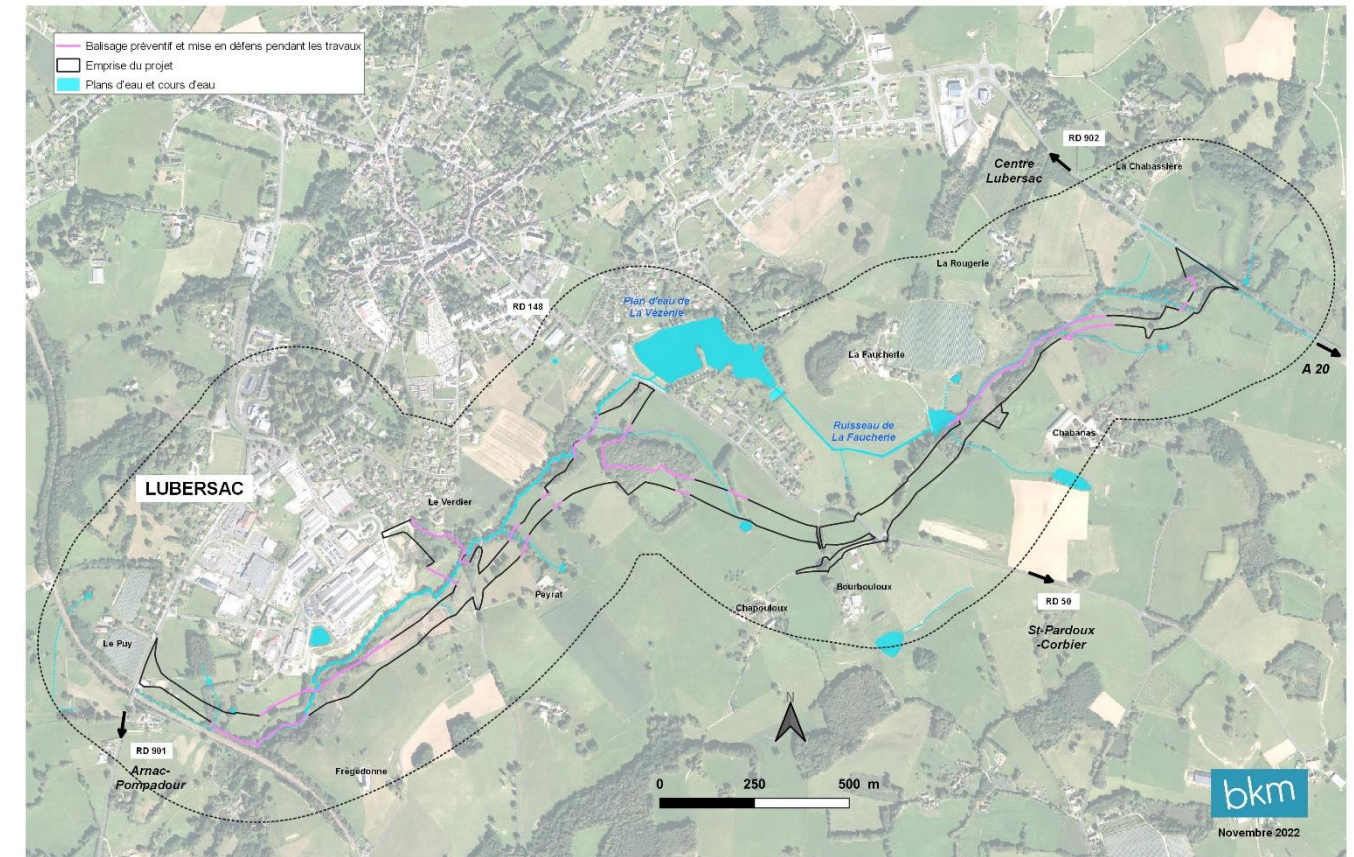 Balisage préventif et mise en défens pendant les travaux
Emprise du projet
Plans d'eau et cours d'eau
RD 902
Centre
Lubersac
La Chabassière
La Rougerie
RD 148
Plan d'eau de
La Vézénie
La Faucherie
A 20
Ruisseau de
La Faucherie
Chabanas
LUBERSAC
Le Verdier
Peyrat
Bourbouloux
Chapouloux
RD 50
St-Pardoux
-Corbier
Le Puy
RD 901
Arnac-
Pompadour
Frégédonne
N
0 250 500 m
bkm
Novembre 2022